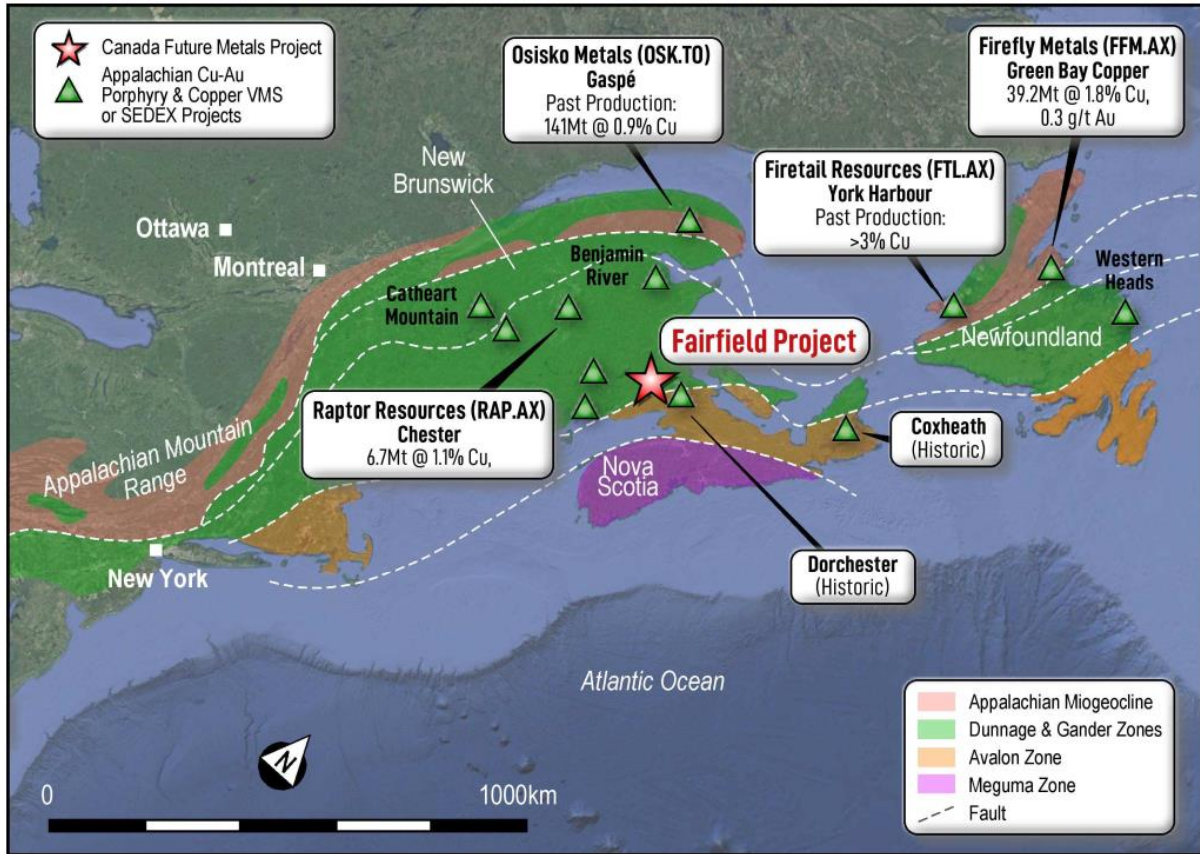 Canada Future Metals Project
Appalachian Cu-Au
Porphyry & Copper VMS
or SEDEX Projects
Osisko Metals (OSK.TO)
Gaspé
Past Production:
141Mt @ 0.9% Cu
Firefly Metals (FFM.AX)
Green Bay Copper
39.2Mt @ 1.8% Cu,
0.3 g/t Au
Firetail Resources (FTL.AX)
York Harbour
Past Production:
>3% Cu
New
Brunswick
Ottawa
Montreal
Benjamin
River
Catheart
Mountain
Western
Heads
Newfoundland
Fairfield Project
Raptor Resources (RAP.AX)
Chester
6.7Mt @ 1.1% Cu,
Coxheath
(Historic)
Appalachian Mountain
Range
Nova
Scotia
Dorchester
(Historic)
New York
Atlantic Ocean
N
0
1000km
Appalachian Miogeocline
Dunnage & Gander Zones
Avalon Zone
Meguma Zone
Fault